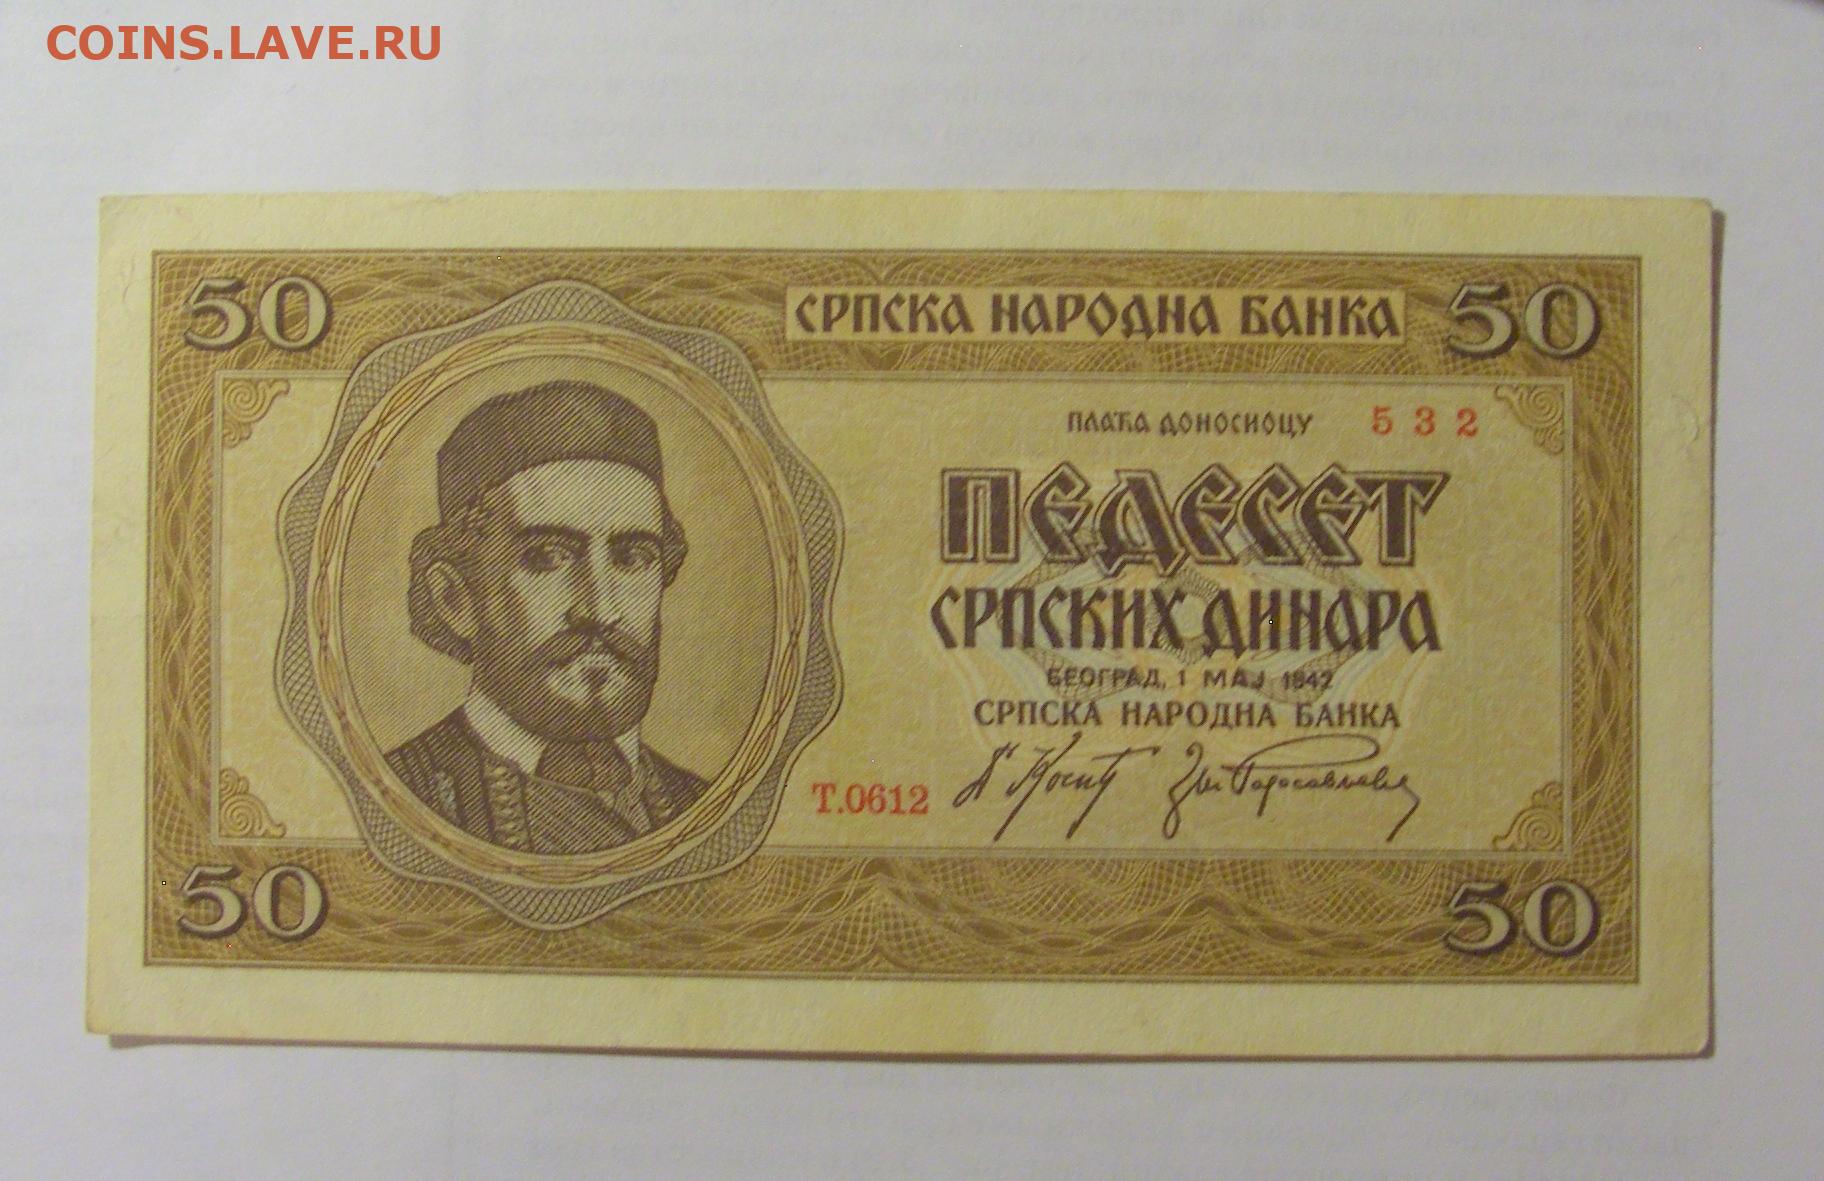 COINS.LAVE.RU
50 СРПСКА НАРОДНА БАНКА 50
ПЛАЋА ДОНОСИОЦУ 532
ПЕДЕСЕТ
СРПСКИХ ДИНАРА
БЕОГРАД, 1 МАЈ 1942
СРПСКА НАРОДНА БАНКА
Т.0612
50 50